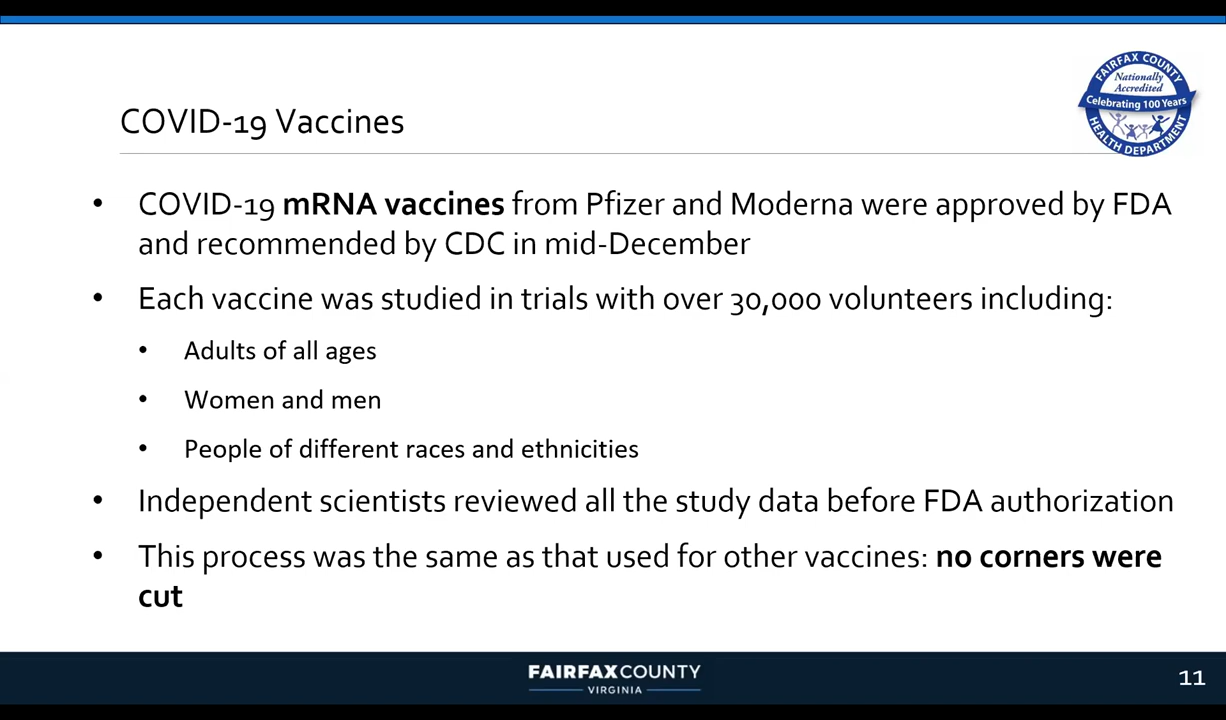 FAIRFAX COUNTY
Nationally
Accredited
Celebrating 100 Years
HEALTH DEPARTMENT
COVID-19 Vaccines
• COVID-19 mRNA vaccines from Pfizer and Moderna were approved by FDA
and recommended by CDC in mid-December
• Each vaccine was studied in trials with over 30,000 volunteers including:
• Adults of all ages
• Women and men
• People of different races and ethnicities
• Independent scientists reviewed all the study data before FDA authorization
• This process was the same as that used for other vaccines: no corners were
cut
FAIRFAXCOUNTY
VIRGINIA
11